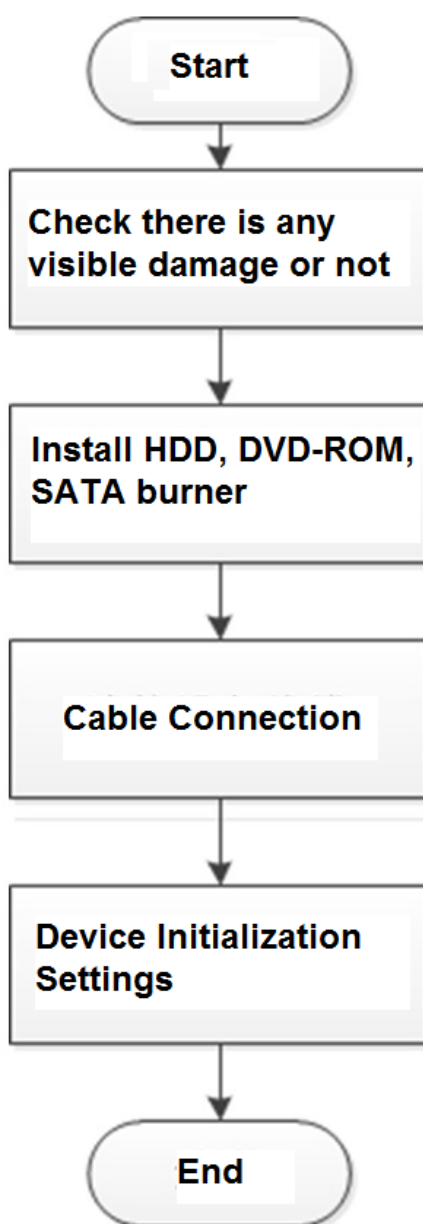 Start
Check there is any
visible damage or not
Install HDD, DVD-ROM,
SATA burner
Cable Connection
Device Initialization
Settings
End